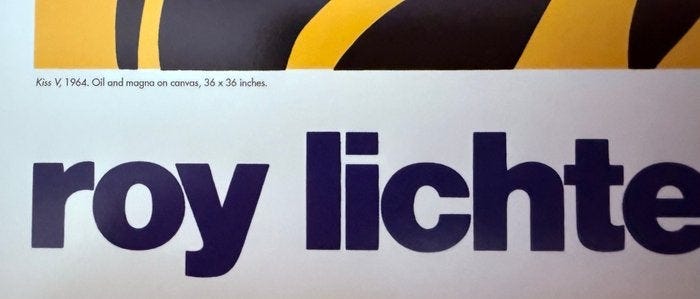 Kiss V, 1964. Oil and magna on canvas, 36 x 36 inches.
roy lichte